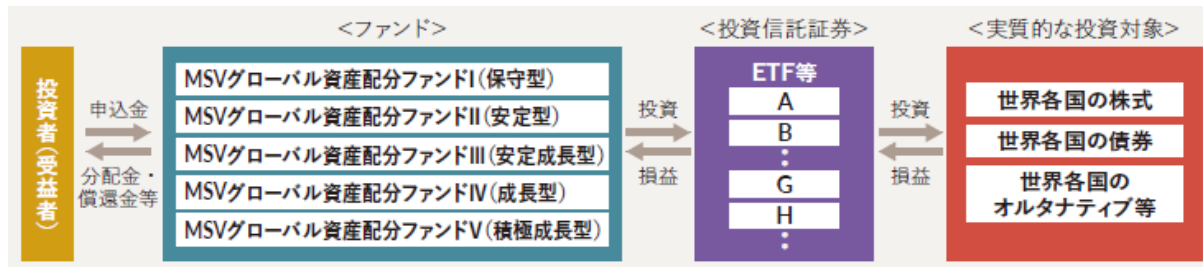 <ファンド>
<投資信託証券>
<実質的な投資対象>
投資者(受益者)
申込金
分配金・
償還金等
MSVグローバル資産配分ファンドI(保守型)
MSVグローバル資産配分ファンドII(安定型)
MSVグローバル資産配分ファンドIII(安定成長型)
MSVグローバル資産配分ファンドIV(成長型)
MSVグローバル資産配分ファンドV(積極成長型)
投資
損益
ETF等
A
B
⋮
G
H
⋮
投資
損益
世界各国の株式
世界各国の債券
世界各国の
オルタナティブ等